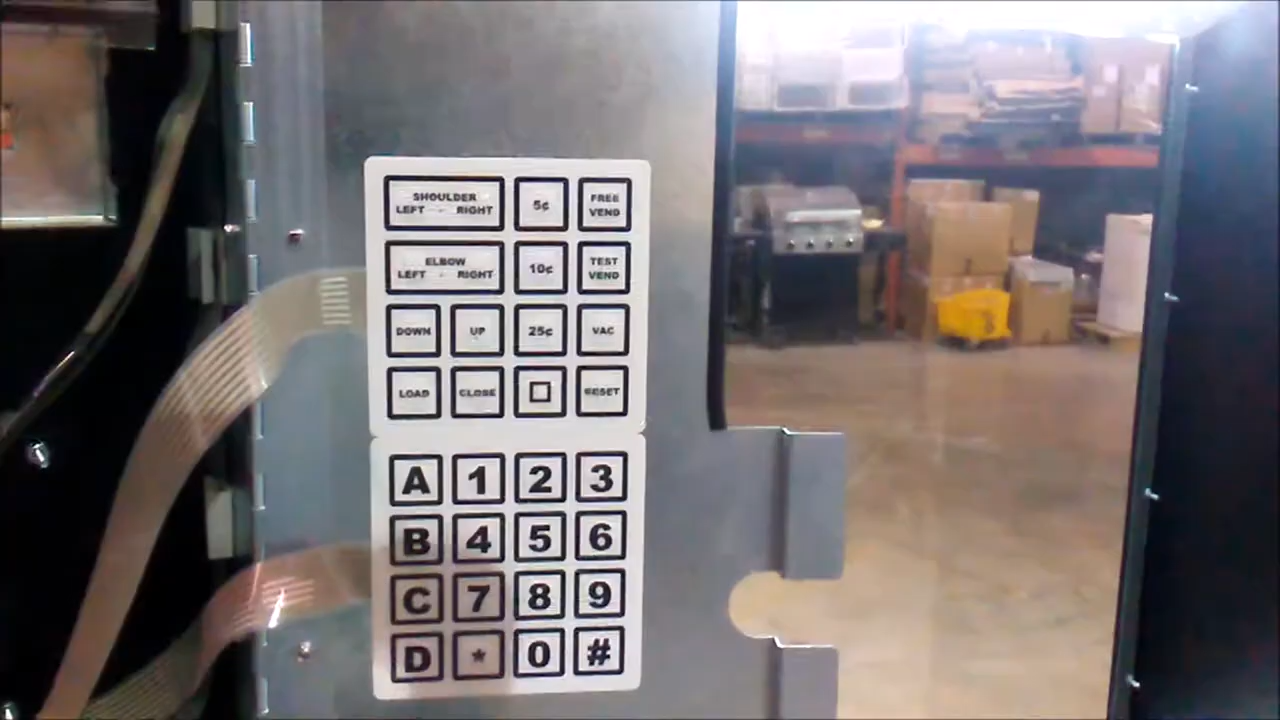 SHOULDER
LEFT - RIGHT
5¢
FREE
VEND
ELBOW
LEFT - RIGHT
10¢
TEST
VEND
DOWN
UP
25¢
VAC
LOAD
CLOSE
RESET
A 1 2 3
B 4 5 6
C 7 8 9
D * 0 #